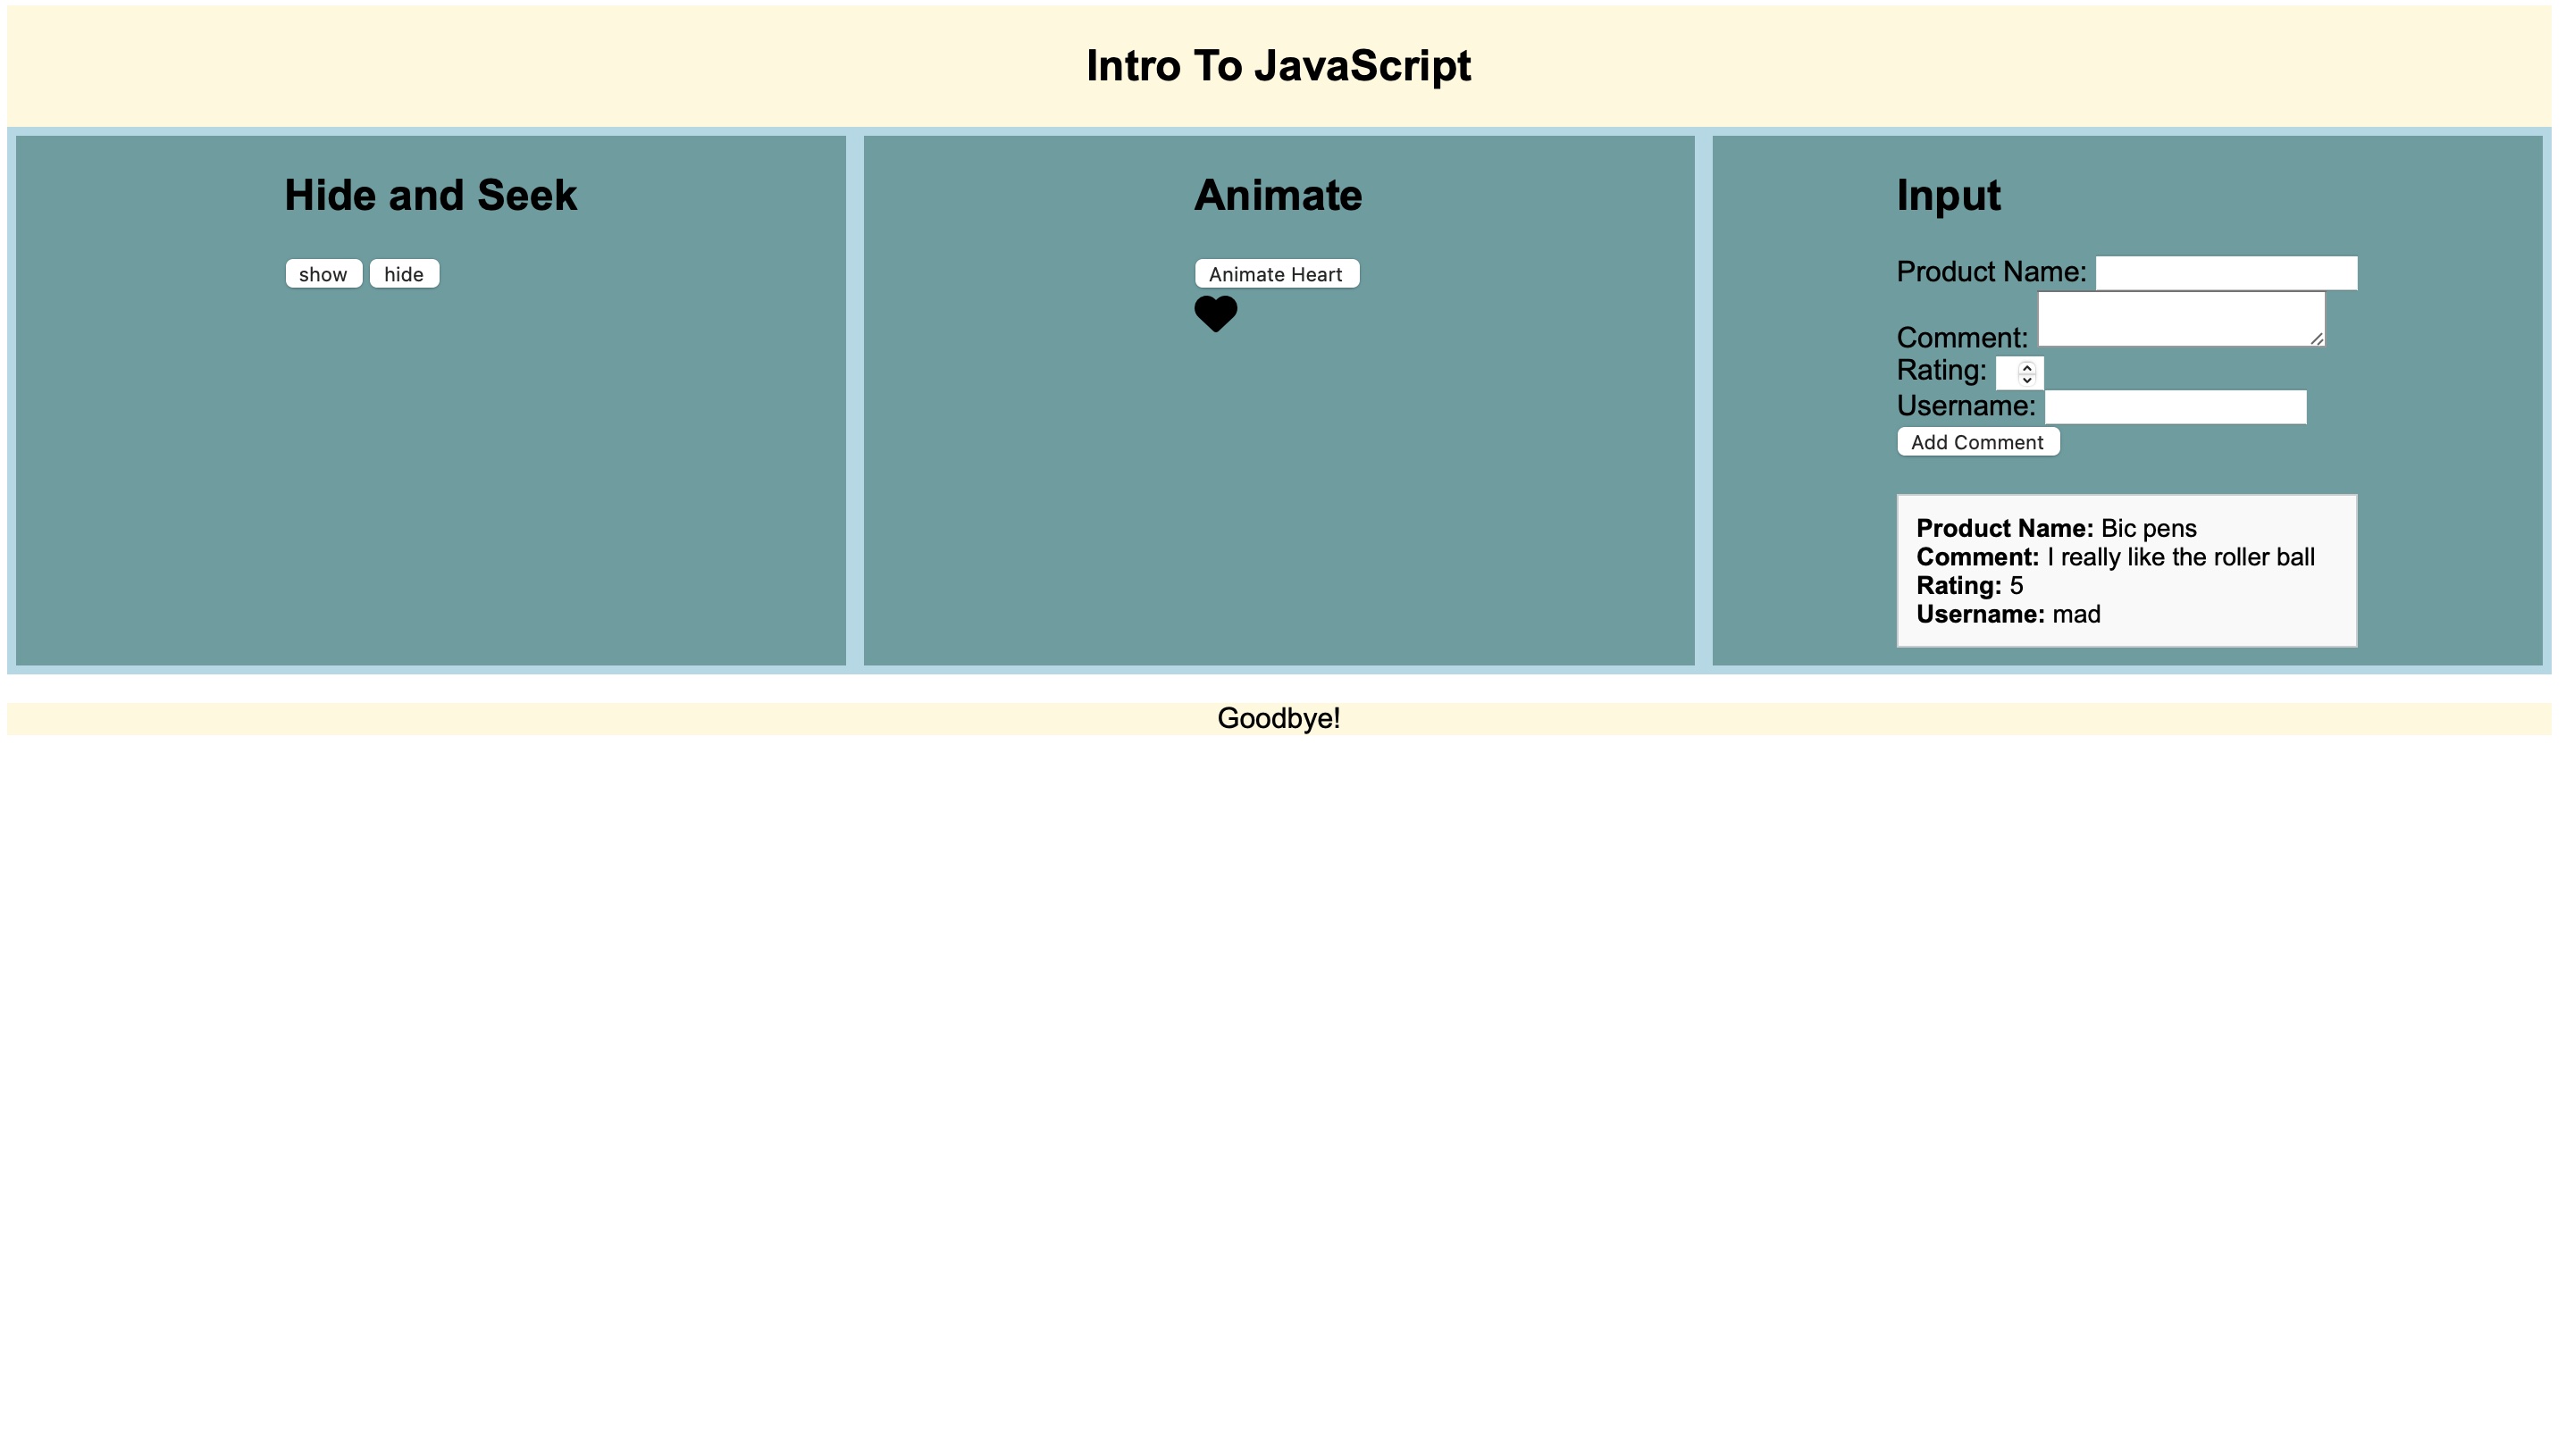 Intro To JavaScript
Hide and Seek
show hide
Animate
Animate Heart
Input
Product Name:
Comment:
Rating:
Username:
Add Comment
Product Name: Bic pens
Comment: I really like the roller ball
Rating: 5
Username: mad
Goodbye!